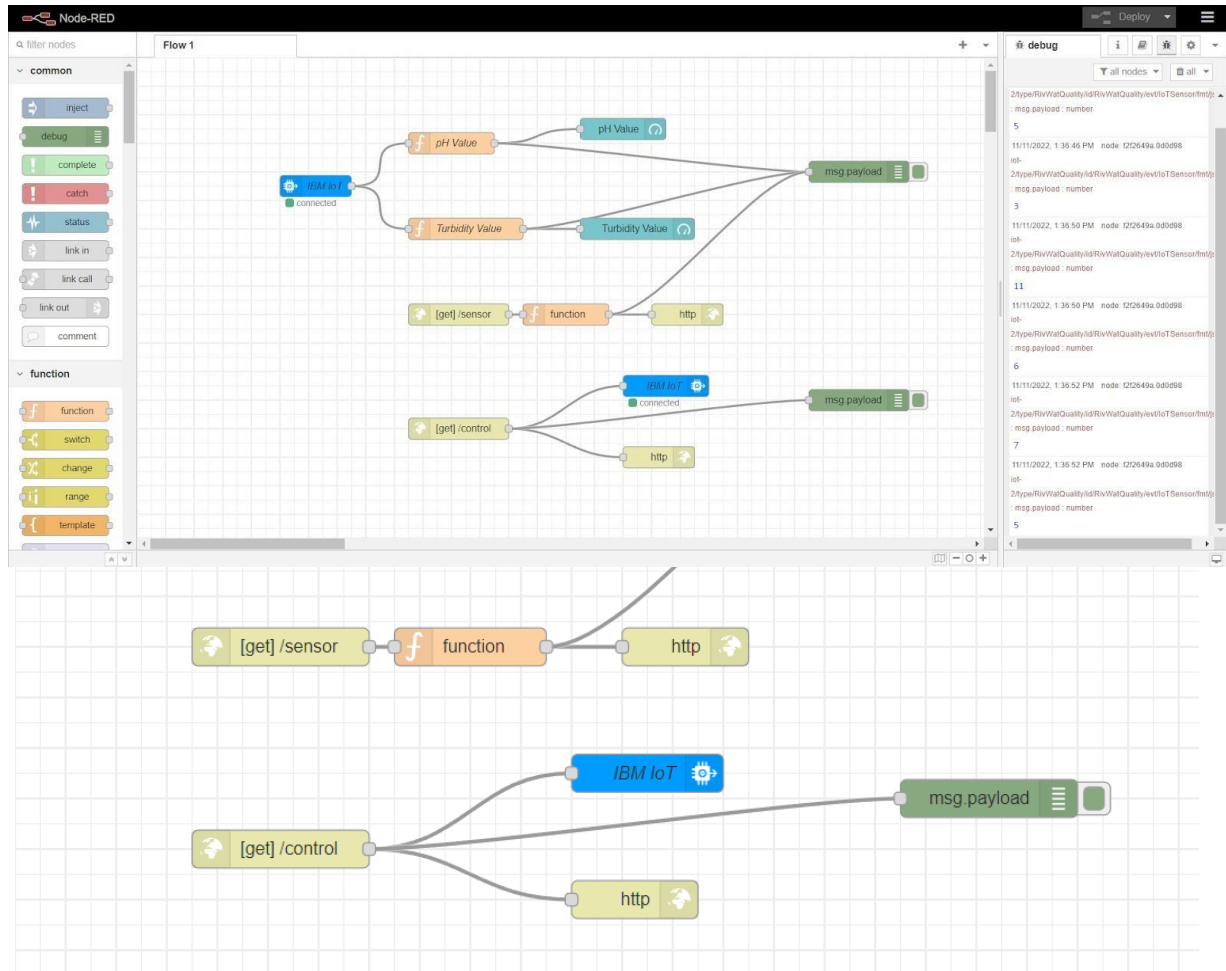 Node-RED
Deploy
filter nodes
Flow 1
debug
i
all nodes
all
common
inject
debug
complete
catch
status
link in
link call
link out
comment
function
function
switch
change
range
template
IBM IoT
connected
pH Value
pH Value
msg.payload
Turbidity Value
Turbidity Value
[get] /sensor
function
http
IBM IoT
connected
msg.payload
[get] /control
http
2/type/RivWatQuality/id/RivWatQuality/evt/IoTSensor/fmt/js
: msg.payload : number
5
11/11/2022, 1:36:46 PM node: f2f2649a.0d0d98
iot-
2/type/RivWatQuality/id/RivWatQuality/evt/IoTSensor/fmt/js
: msg.payload : number
3
11/11/2022, 1:36:50 PM node: f2f2649a.0d0d98
iot-
2/type/RivWatQuality/id/RivWatQuality/evt/IoTSensor/fmt/js
: msg.payload : number
11
11/11/2022, 1:36:50 PM node: f2f2649a.0d0d98
iot-
2/type/RivWatQuality/id/RivWatQuality/evt/IoTSensor/fmt/js
: msg.payload : number
6
11/11/2022, 1:36:52 PM node: f2f2649a.0d0d98
iot-
2/type/RivWatQuality/id/RivWatQuality/evt/IoTSensor/fmt/js
: msg.payload : number
7
11/11/2022, 1:36:52 PM node: f2f2649a.0d0d98
iot-
2/type/RivWatQuality/id/RivWatQuality/evt/IoTSensor/fmt/js
: msg.payload : number
5
[get] /sensor
function
http
IBM IoT
msg.payload
[get] /control
http